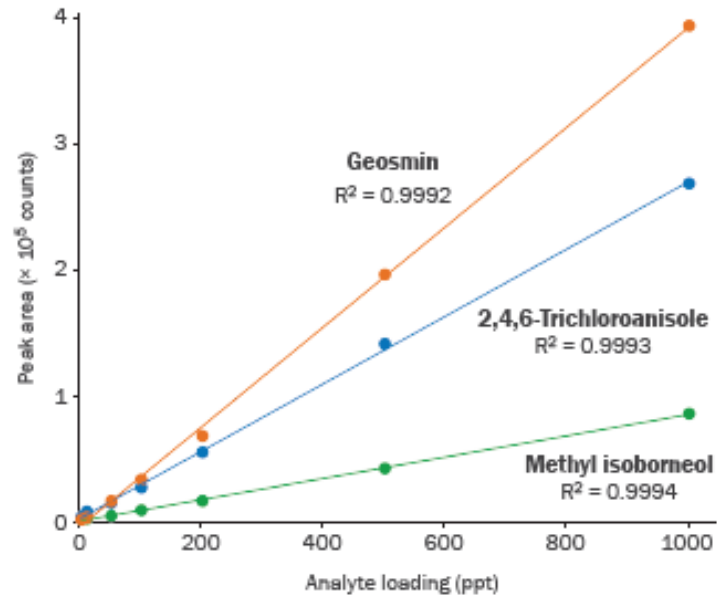 4
3
2
1
0
Peak area (× 10⁵ counts)
Geosmin
R² = 0.9992
2,4,6-Trichloroanisole
R² = 0.9993
Methyl isoborneol
R² = 0.9994
0 200 400 600 800 1000
Analyte loading (ppt)